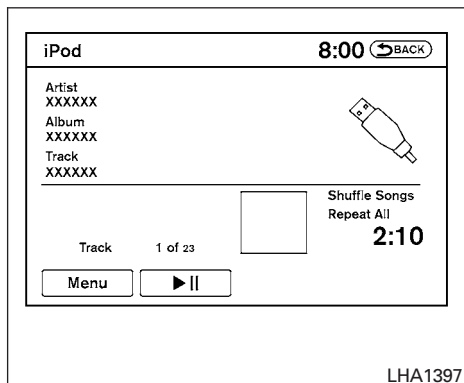 iPod 8:00 BACK
Artist
XXXXXX
Album
XXXXXX
Track
XXXXXX
Shuffle Songs
Repeat All
2:10
Track 1 of 23
Menu
LHA1397